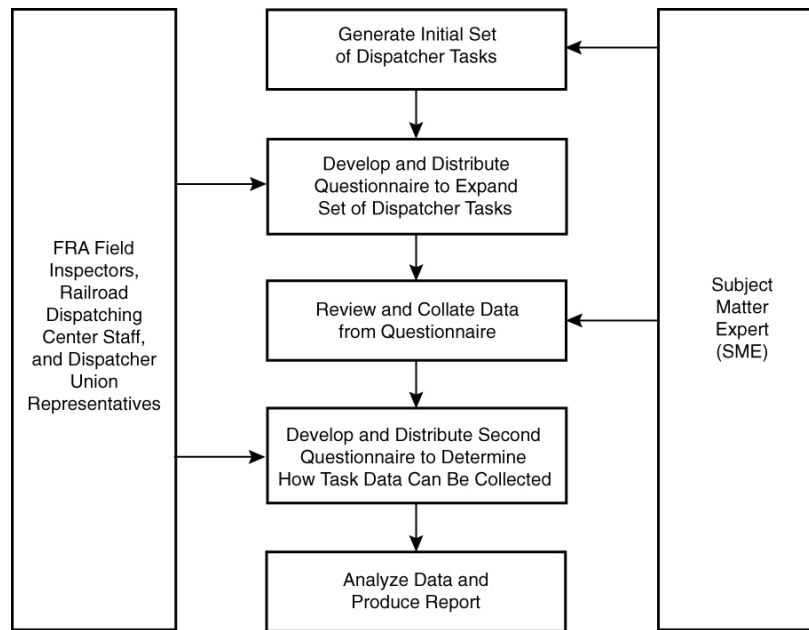 Generate Initial Set
of Dispatcher Tasks
Develop and Distribute
Questionnaire to Expand
Set of Dispatcher Tasks
FRA Field
Inspectors,
Railroad
Dispatching
Center Staff,
and Dispatcher
Union
Representatives
Review and Collate Data
from Questionnaire
Subject
Matter
Expert
(SME)
Develop and Distribute Second
Questionnaire to Determine
How Task Data Can Be Collected
Analyze Data and
Produce Report